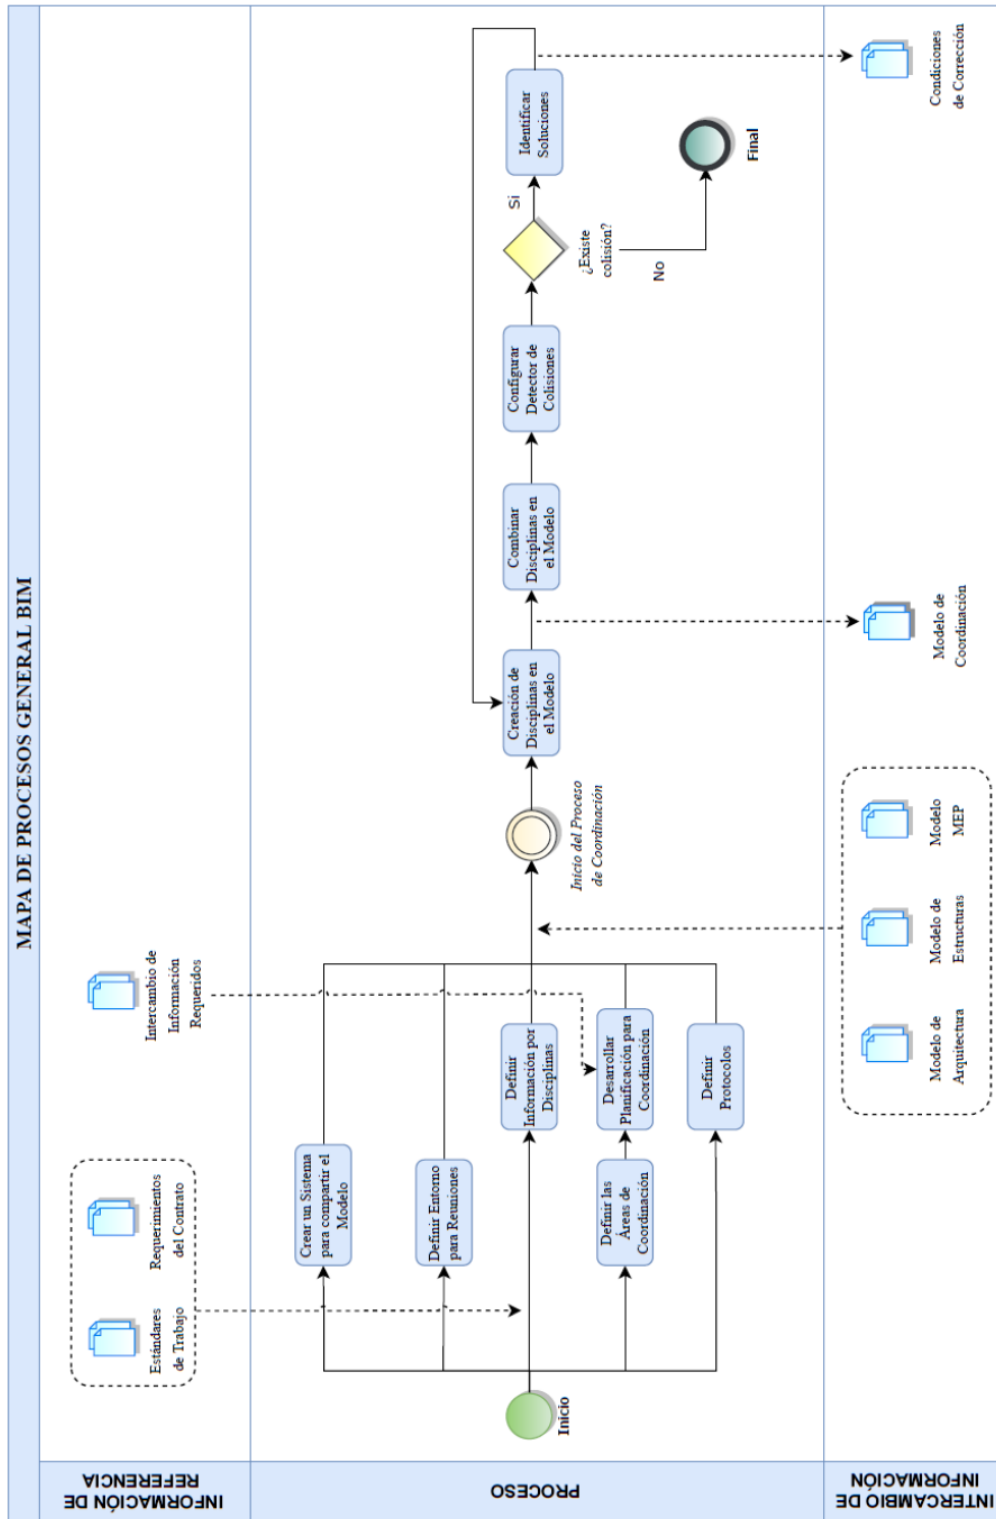 MAPA DE PROCESOS GENERAL BIM
INFORMACIÓN DE
REFERENCIA
Estándares
de Trabajo
Requerimientos
del Contrato
Intercambio de
Información
Requeridos
PROCESO
Inicio
Crear un Sistema
para compartir el
Modelo
Definir Entorno
para Reuniones
Definir
Información por
Disciplinas
Definir las
Áreas de
Coordinación
Desarrollar
Planificación para
Coordinación
Definir
Protocolos
Inicio del Proceso
de Coordinación
Creación de
Disciplinas en
el Modelo
Combinar
Disciplinas en
el Modelo
Configurar
Detector de
Colisiones
¿Existe
colisión?
Si
No
Identificar
Soluciones
Final
INTERCAMBIO DE
INFORMACIÓN
Modelo de
Arquitectura
Modelo de
Estructuras
Modelo
MEP
Modelo de
Coordinación
Condiciones
de Corrección